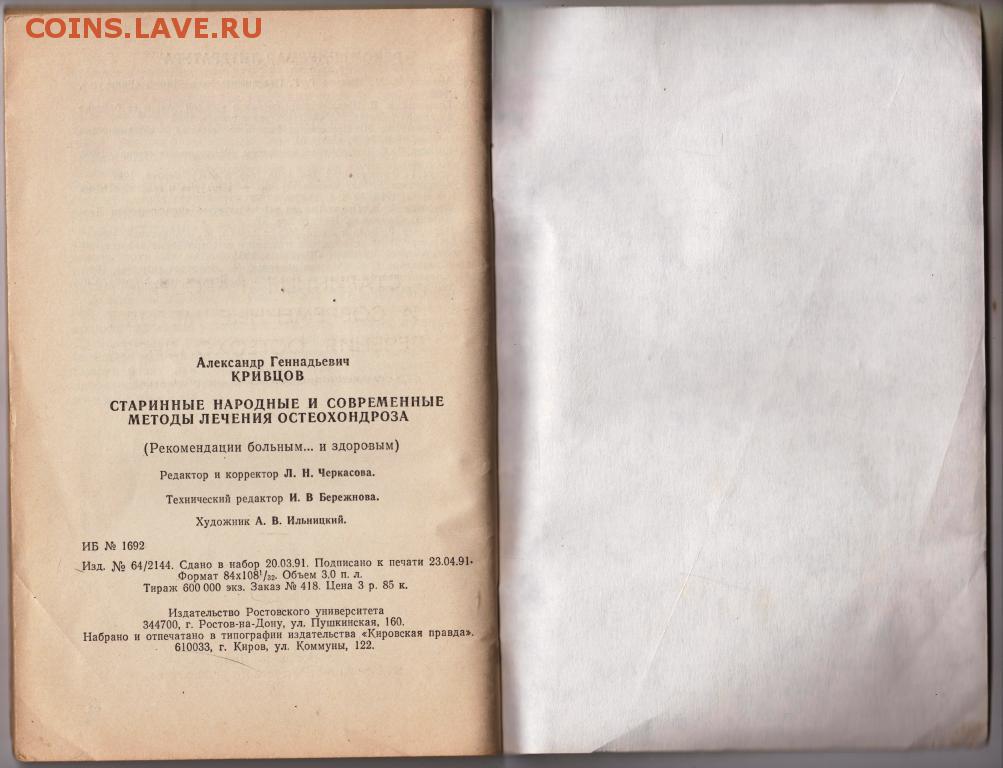 COINS.LAVE.RU
Александр Геннадьевич
КРИВЦОВ
СТАРИННЫЕ НАРОДНЫЕ И СОВРЕМЕННЫЕ
МЕТОДЫ ЛЕЧЕНИЯ ОСТЕОХОНДРОЗА
(Рекомендации больным... и здоровым)
Редактор и корректор Л. Н. Черкасова.
Технический редактор И. В Бережнова.
Художник А. В. Ильницкий.
ИБ № 1692
Изд. № 64/2144. Сдано в набор 20.03.91. Подписано к печати 23.04.91.
Формат 84х108¹/₃₂. Объем 3,0 п. л.
Тираж 600 000 экз. Заказ № 418. Цена 3 р. 85 к.
Издательство Ростовского университета
344700, г. Ростов-на-Дону, ул. Пушкинская, 160.
Набрано и отпечатано в типографии издательства «Кировская правда».
610033, г. Киров, ул. Коммуны, 122.